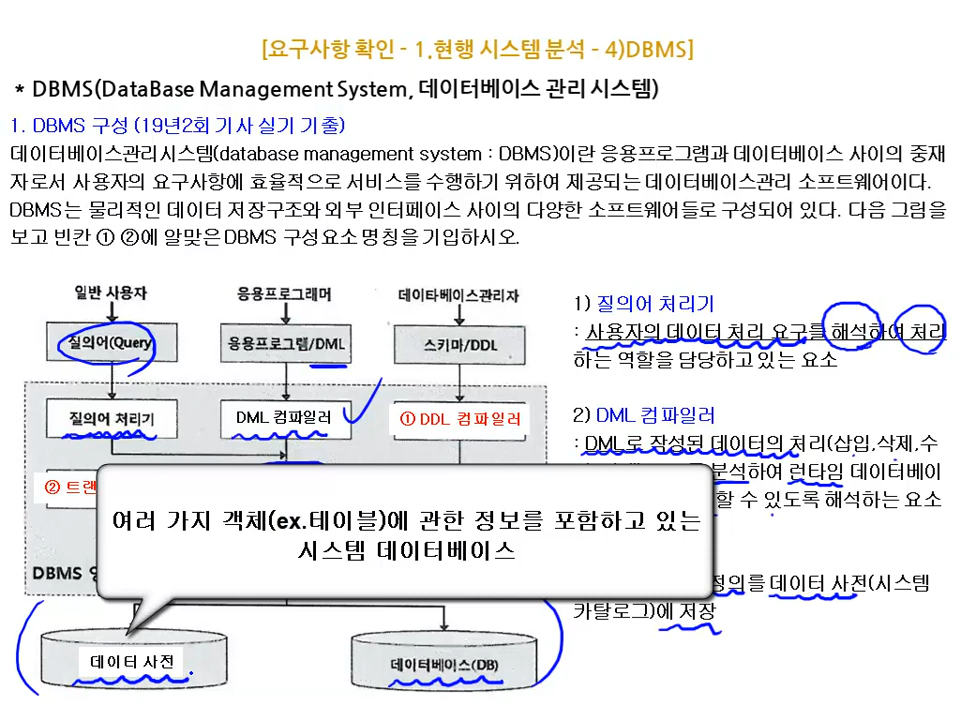 [요구사항 확인 - 1.현행 시스템 분석 - 4)DBMS]
* DBMS(DataBase Management System, 데이터베이스 관리 시스템)
1. DBMS 구성 (19년2회 기사 실기 기출)
데이터베이스관리시스템(database management system : DBMS)이란 응용프로그램과 데이터베이스 사이의 중재
자로서 사용자의 요구사항에 효율적으로 서비스를 수행하기 위하여 제공되는 데이터베이스관리 소프트웨어이다.
DBMS는 물리적인 데이터 저장구조와 외부 인터페이스 사이의 다양한 소프트웨어들로 구성되어 있다. 다음 그림을
보고 빈칸 ① ②에 알맞은 DBMS 구성요소 명칭을 기입하시오.
일반 사용자
응용프로그래머
데이타베이스관리자
질의어(Query
응용프로그램/DML
스키마/DDL
질의어 처리기
DML 컴파일러
① DDL 컴파일러
② 트랜
DBMS
데이터 사전
데이터베이스(DB)
여러 가지 객체(ex.테이블)에 관한 정보를 포함하고 있는
시스템 데이터베이스
1) 질의어 처리기
: 사용자의 데이터 처리 요구를 해석하여 처리
하는 역할을 담당하고 있는 요소
2) DML 컴파일러
: DML로 작성된 데이터의 처리(삽입,삭제,수
분석하여 런타임 데이터베이
할 수 있도록 해석하는 요소
정의를 데이터 사전(시스템
카탈로그)에 저장